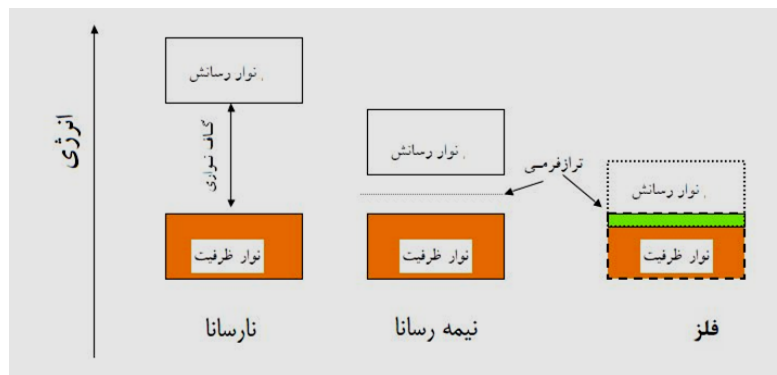 انرژی
نوار رسانش
گاف نواری
نوار ظرفیت
نارسانا
نوار رسانش
ترازفرمی
نوار ظرفیت
نیمه رسانا
نوار رسانش
نوار ظرفیت
فلز